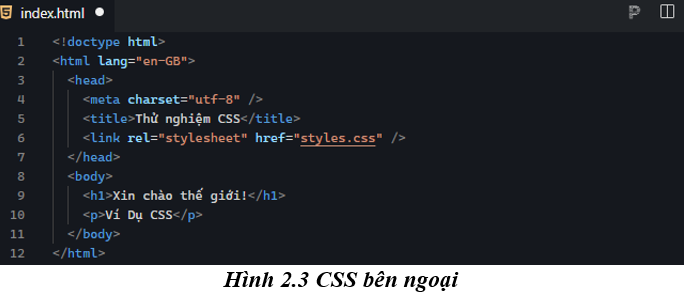 index.html
1 <!doctype html>
2 <html lang="en-GB">
3 <head>
4 <meta charset="utf-8" />
5 <title>Thử nghiệm CSS</title>
6 <link rel="stylesheet" href="styles.css" />
7 </head>
8 <body>
9 <h1>Xin chào thế giới!</h1>
10 <p>Ví Dụ CSS</p>
11 </body>
12 </html>
Hình 2.3 CSS bên ngoại